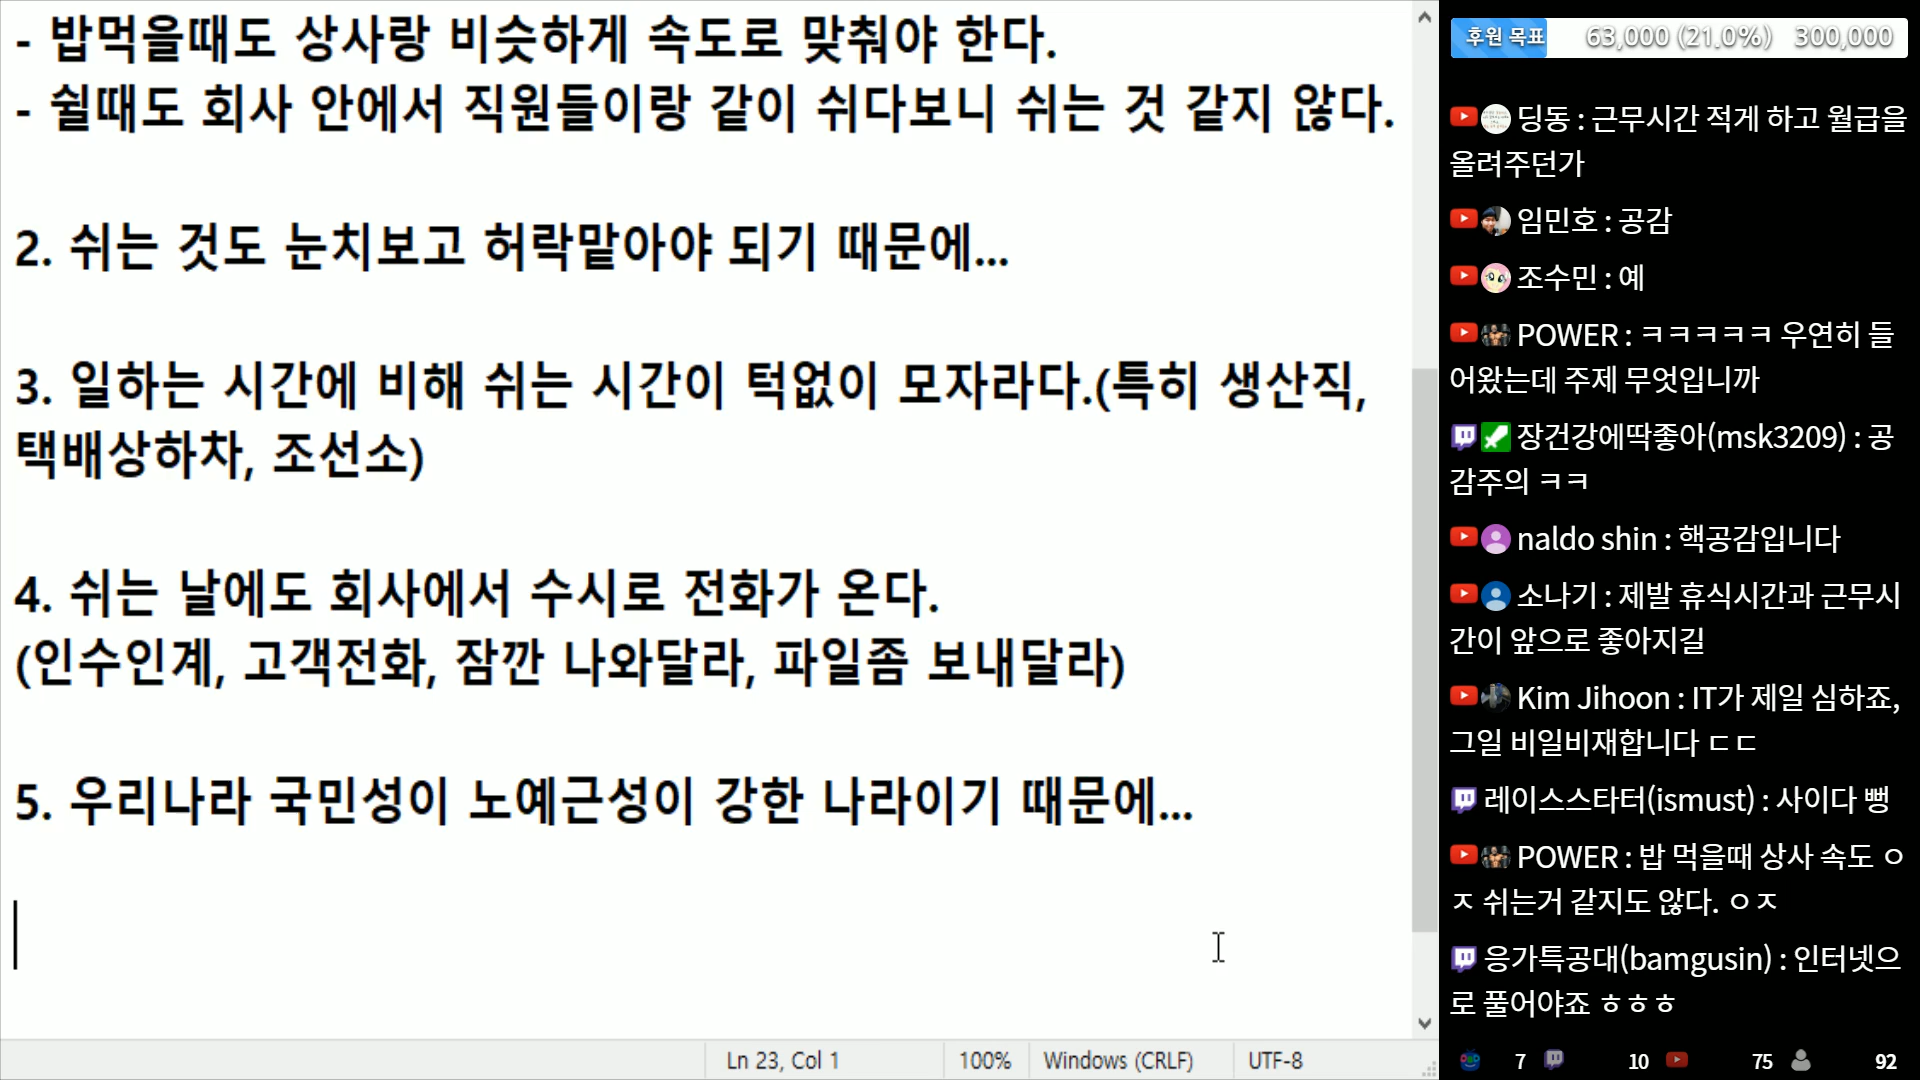 - 밥먹을때도 상사랑 비슷하게 속도로 맞춰야 한다.
- 쉴때도 회사 안에서 직원들이랑 같이 쉬다보니 쉬는 것 같지 않다.
2. 쉬는 것도 눈치보고 허락맡아야 되기 때문에...
3. 일하는 시간에 비해 쉬는 시간이 턱없이 모자라다.(특히 생산직,
택배상하차, 조선소)
4. 쉬는 날에도 회사에서 수시로 전화가 온다.
(인수인계, 고객전화, 잠깐 나와달라, 파일좀 보내달라)
5. 우리나라 국민성이 노예근성이 강한 나라이기 때문에...
Ln 23, Col 1 100% Windows (CRLF) UTF-8
후원 목표 63,000 (21.0%) 300,000
딩동 : 근무시간 적게 하고 월급을
올려주던가
임민호 : 공감
조수민 : 예
POWER : ㅋㅋㅋㅋㅋ 우연히 들
어왔는데 주제 무엇입니까
장건강에딱좋아(msk3209) : 공
감주의 ㅋㅋ
naldo shin : 핵공감입니다
소나기 : 제발 휴식시간과 근무시
간이 앞으로 좋아지길
Kim Jihoon : IT가 제일 심하죠,
그일 비일비재합니다 ㄷㄷ
레이스스타터(ismust) : 사이다 뻥
POWER : 밥 먹을때 상사 속도 ㅇ
ㅈ 쉬는거 같지도 않다. ㅇㅈ
응가특공대(bamgusin) : 인터넷으
로 풀어야죠 ㅎㅎㅎ
7 10 75 92